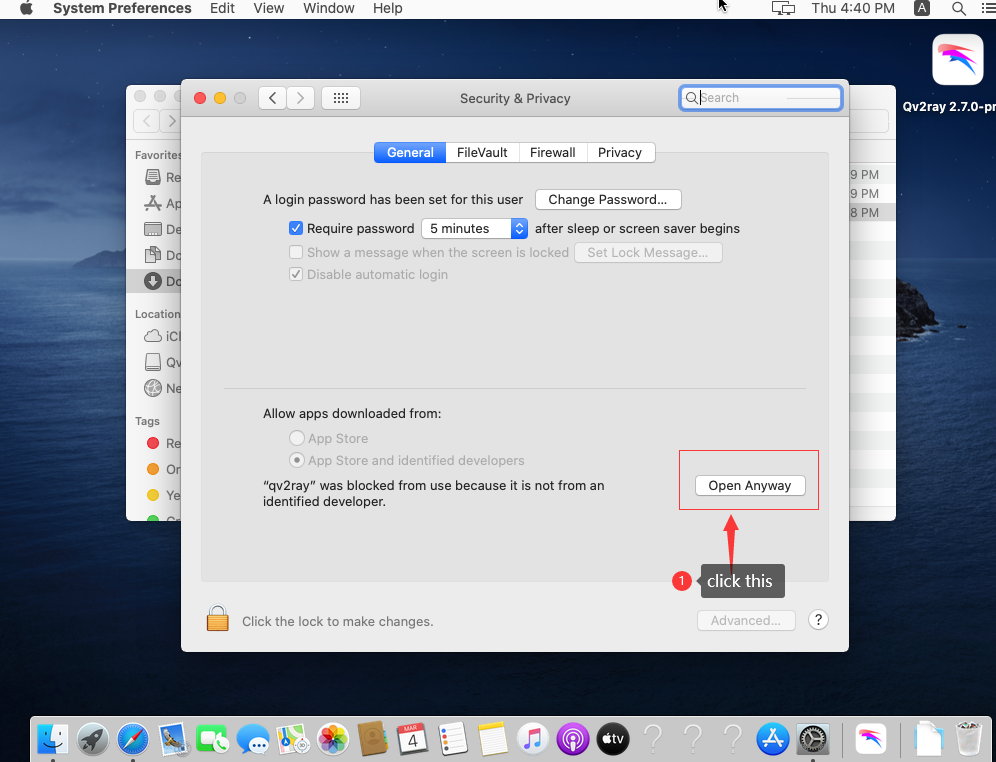 System Preferences Edit View Window Help Thu 4:40 PM A
Security & Privacy
Search
Qv2ray 2.7.0-pr
General FileVault Firewall Privacy
Favorites
Re
Ap
De
Do
Do
Location
iCl
Qv
Ne
Tags
Re
Or
Ye
Gr
9 PM
9 PM
8 PM
A login password has been set for this user Change Password...
Require password 5 minutes after sleep or screen saver begins
Show a message when the screen is locked Set Lock Message...
Disable automatic login
Allow apps downloaded from:
App Store
App Store and identified developers
“qv2ray” was blocked from use because it is not from an
identified developer.
Open Anyway
1 click this
Click the lock to make changes.
Advanced... ?
MAR
4
tv
? ? ?